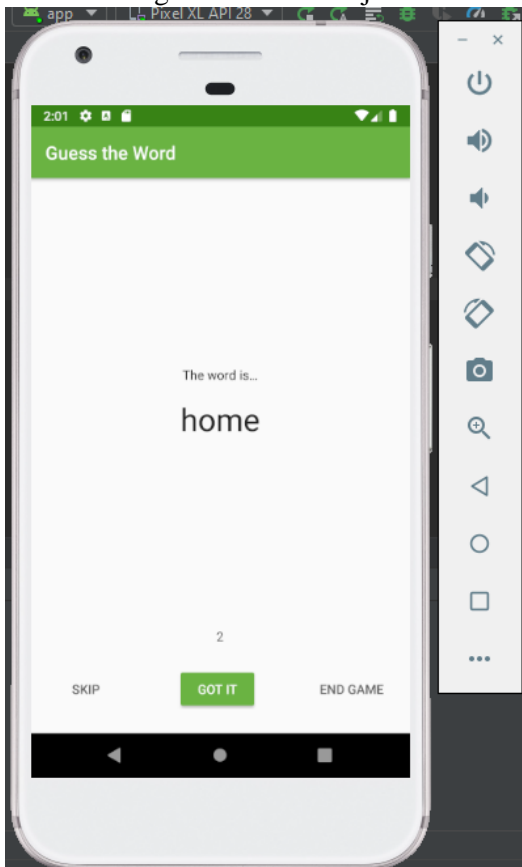 app Pixel XL API 28
2:01
Guess the Word
The word is...
home
2
SKIP GOT IT END GAME